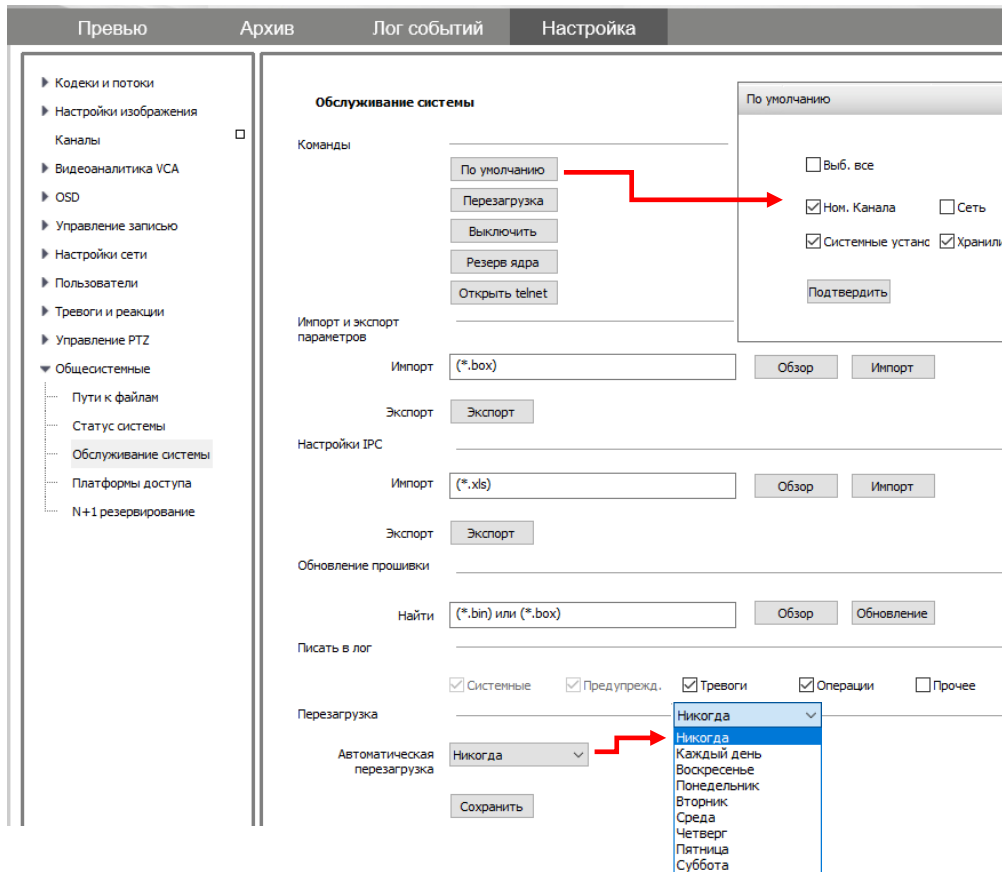 Превью Архив Лог событий Настройка
Кодеки и потоки
Настройки изображения
Каналы
Видеоаналитика VCA
OSD
Управление записью
Настройки сети
Пользователи
Тревоги и реакции
Управление PTZ
Общесистемные
Пути к файлам
Статус системы
Обслуживание системы
Платформы доступа
N+1 резервирование
Обслуживание системы
Команды
По умолчанию
Перезагрузка
Выключить
Резерв ядра
Открыть telnet
По умолчанию
Выб. все
Ном. Канала Сеть
Системные устанс Хранили
Подтвердить
Импорт и экспорт
параметров
Импорт (*.box) Обзор Импорт
Экспорт Экспорт
Настройки IPC
Импорт (*.xls) Обзор Импорт
Экспорт Экспорт
Обновление прошивки
Найти (*.bin) или (*.box) Обзор Обновление
Писать в лог
Системные Предупрежд. Тревоги Операции Прочее
Перезагрузка
Автоматическая
перезагрузка
Никогда
Сохранить
Никогда
Никогда
Каждый день
Воскресенье
Понедельник
Вторник
Среда
Четверг
Пятница
Суббота